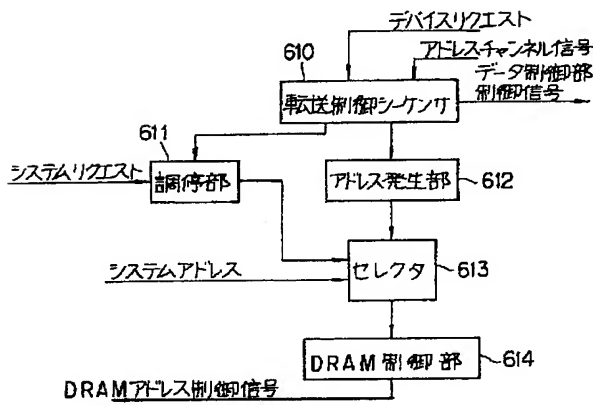 デバイスリクエスト
アドレスチャンネル信号
データ制御部
制御信号
610
転送制御シーケンサ
611
システムリクエスト
調停部
アドレス発生部
612
システムアドレス
セレクタ
613
DRAM制御部
614
DRAMアドレス制御信号